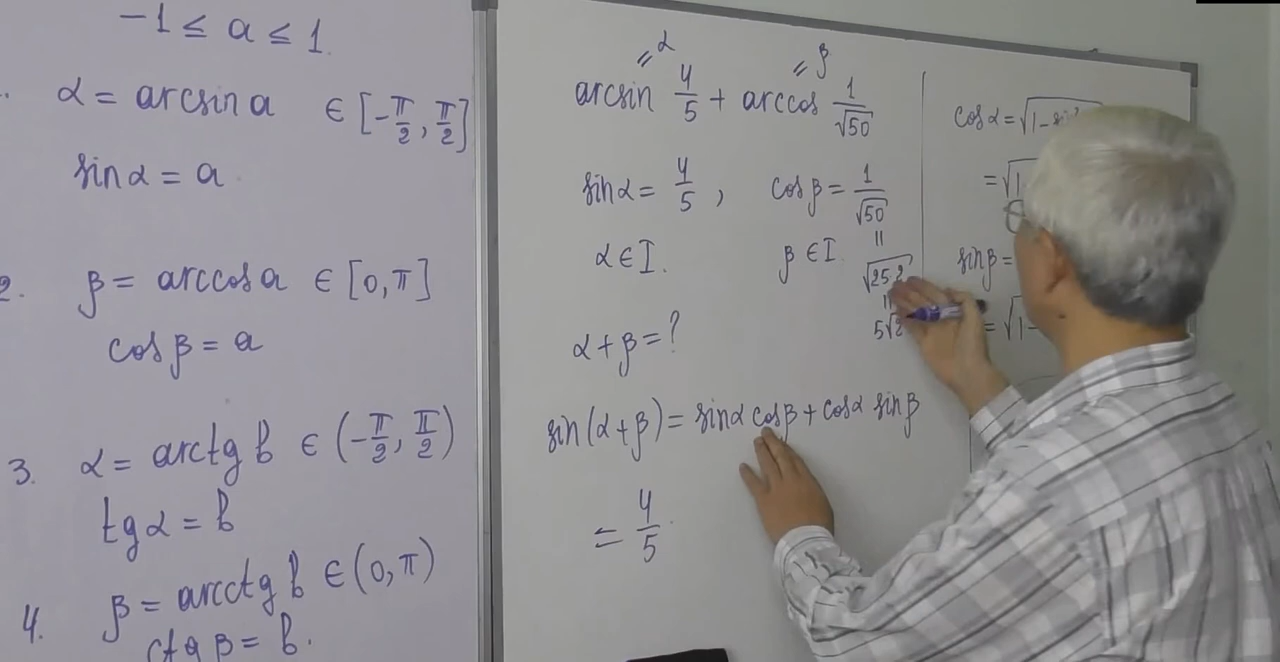 -1 ≤ a ≤ 1.
α = arcsin a ∈ [-π/2, π/2]
sin α = a
2. β = arccos a ∈ [0, π]
cos β = a
3. α = arctg b ∈ (-π/2, π/2)
tg α = b
4. β = arcctg b ∈ (0, π)
ctg β = b.
= α = β
arcsin 4/5 + arccos 1/√50
sin α = 4/5, cos β = 1/√50
α ∈ I. β ∈ I.
=
√25·2
=
5√2
α + β = ?
sin(α + β) = sin α cos β + cos α sin β
= 4/5 ·
cos α = √1 - sin²
= √1
sin β =
= √1 -